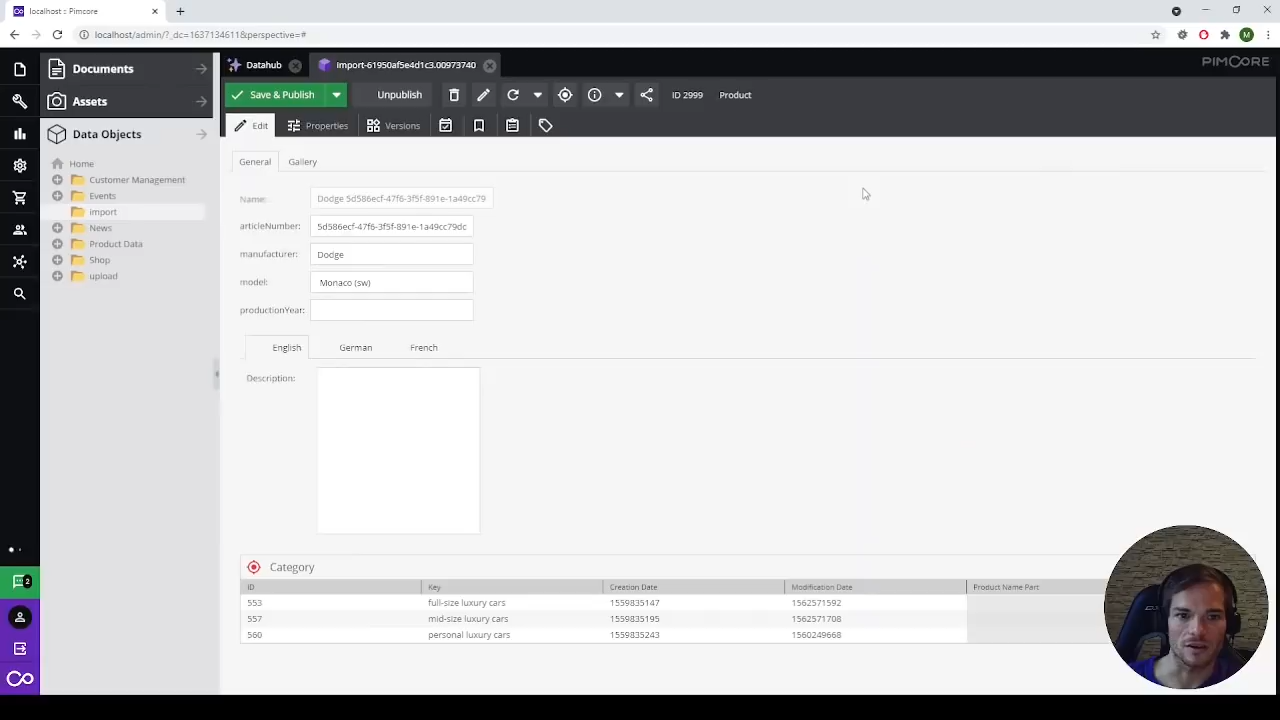 localhost :: Pimcore
localhost/admin/?_dc=1637134611&perspective=#
M
Documents
Assets
Data Objects
Home
Customer Management
Events
import
News
Product Data
Shop
upload
2
Datahub
import-61950af5e4d1c3.00973740
PIMCORE
Save & Publish
Unpublish
ID 2999
Product
Edit
Properties
Versions
General
Gallery
Name:
Dodge 5d586ecf-47f6-3f5f-891e-1a49cc79
articleNumber:
5d586ecf-47f6-3f5f-891e-1a49cc79dc
manufacturer:
Dodge
model:
Monaco (sw)
productionYear:
English
German
French
Description:
Category
ID Key Creation Date Modification Date Product Name Part
553 full-size luxury cars 1559835147 1562571592
557 mid-size luxury cars 1559835195 1562571708
560 personal luxury cars 1559835243 1560249668